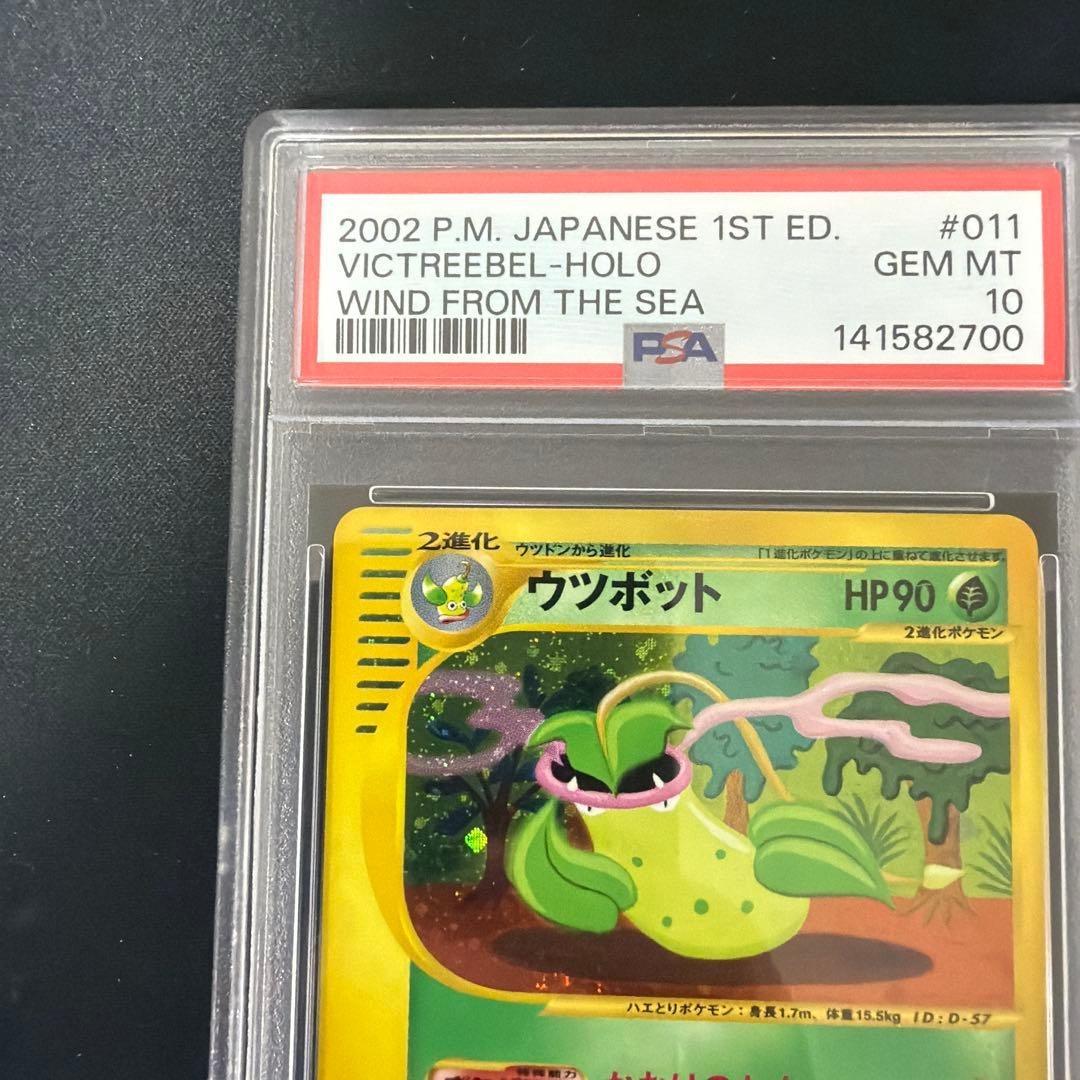 2002 P.M. JAPANESE 1ST ED. #011
VICTREEBEL-HOLO GEM MT
WIND FROM THE SEA 10
PSA 141582700
2進化 ウツドンから進化 「1進化ポケモン」の上に重ねて進化させます。
ウツボット HP90
2進化ポケモン
ハエとりポケモン：身長1.7m、体重15.5kg ID:D-57
特殊能力